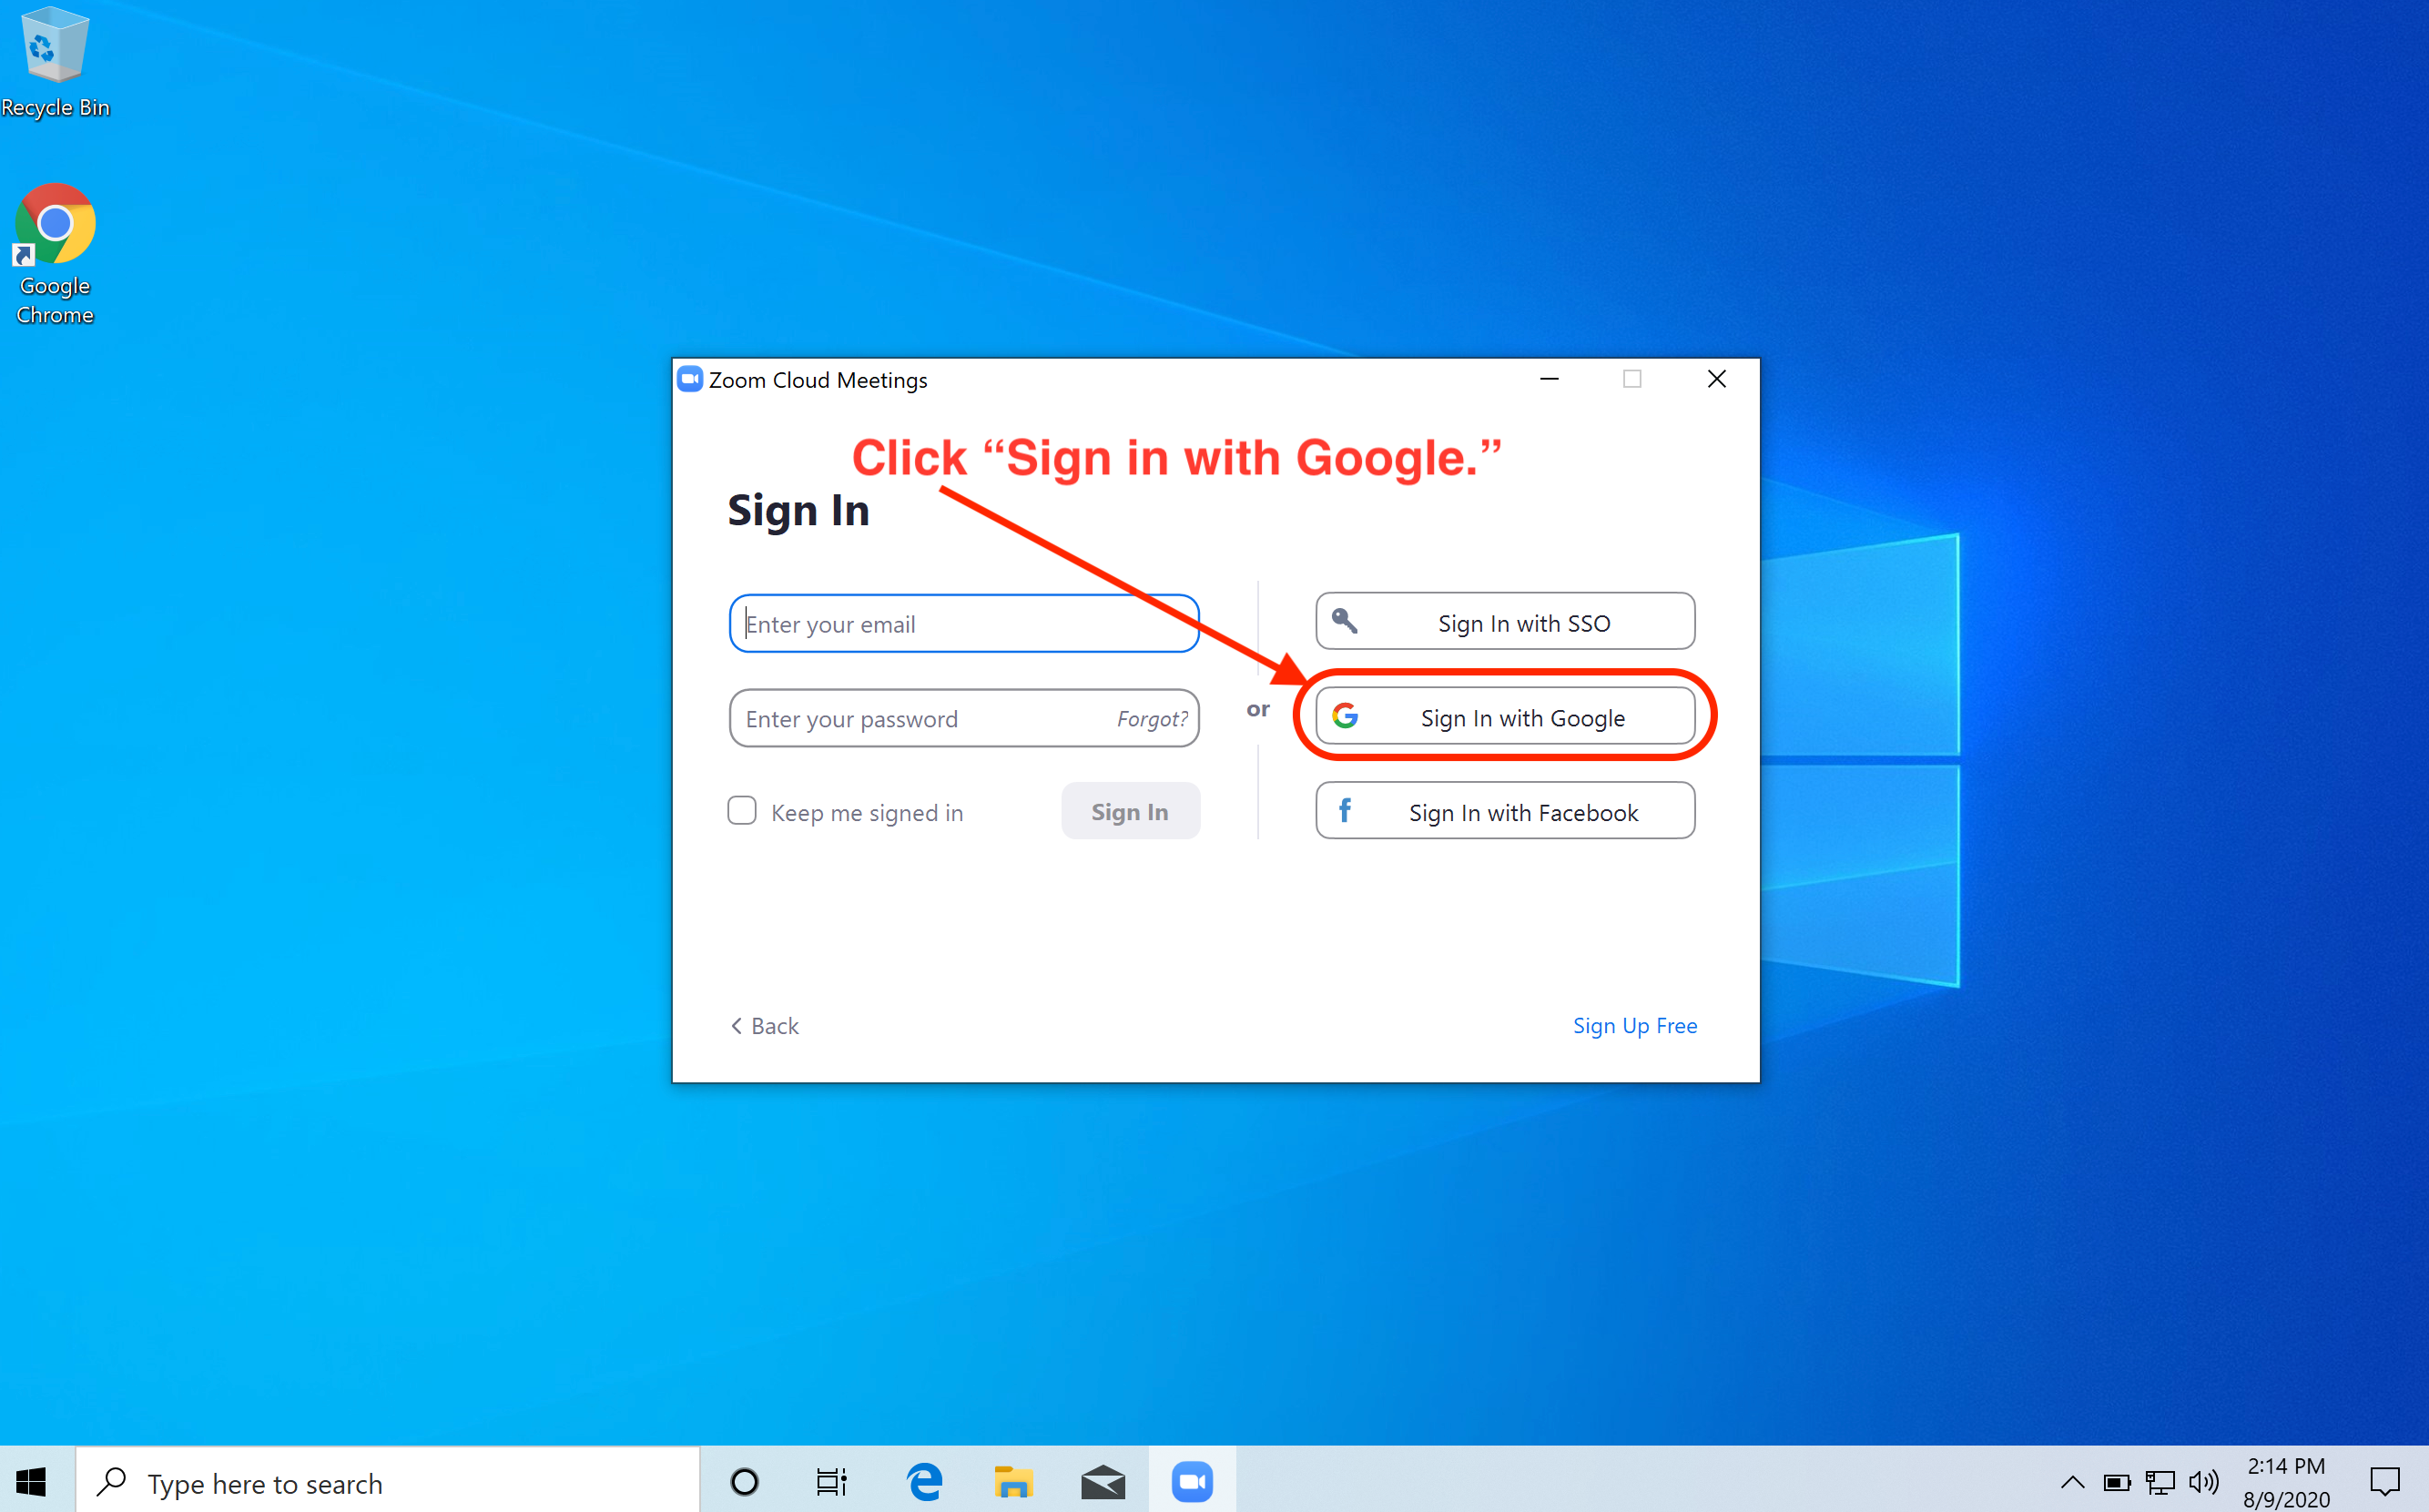 Recycle Bin
Google
Chrome
Zoom Cloud Meetings
Click “Sign in with Google.”
Sign In
Enter your email
Enter your password Forgot?
Keep me signed in Sign In
or
Sign In with SSO
Sign In with Google
Sign In with Facebook
Back
Sign Up Free
Type here to search
2:14 PM
8/9/2020